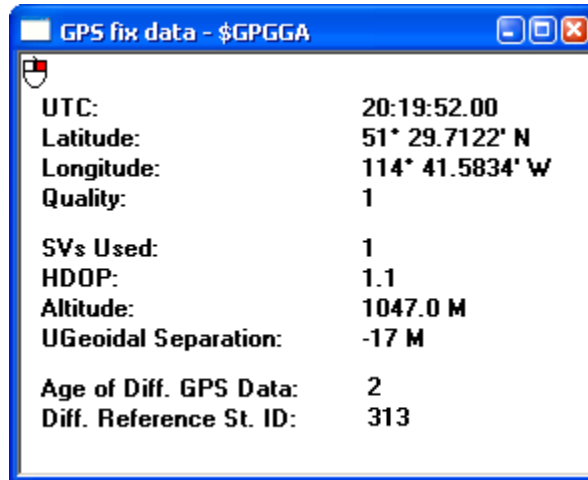 GPS fix data - $GPGGA
UTC: 20:19:52.00
Latitude: 51° 29.7122' N
Longitude: 114° 41.5834' W
Quality: 1
SVs Used: 1
HDOP: 1.1
Altitude: 1047.0 M
UGeoidal Separation: -17 M
Age of Diff. GPS Data: 2
Diff. Reference St. ID: 313